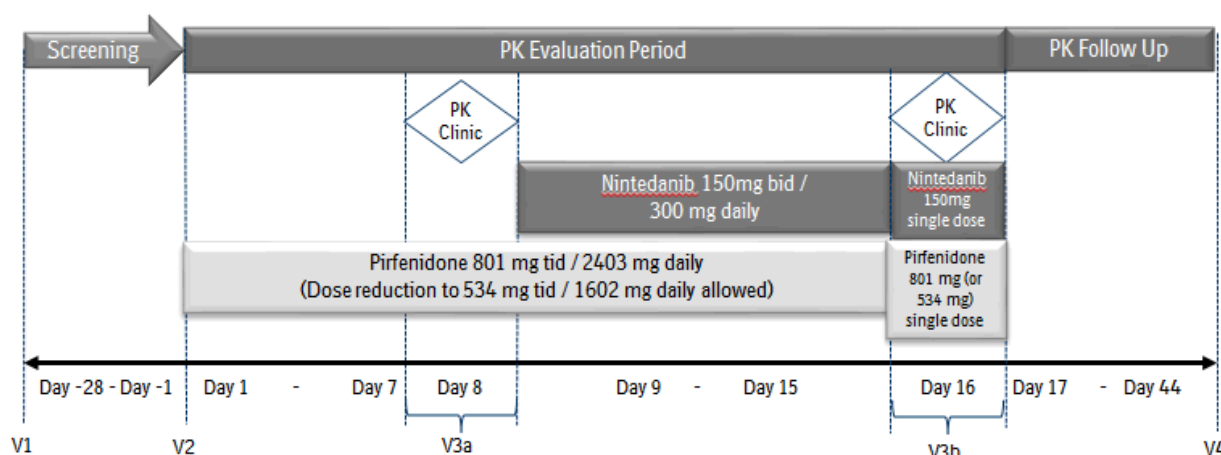 Screening
PK Evaluation Period
PK Follow Up
PK
Clinic
PK
Clinic
Nintedanib 150mg bid /
300 mg daily
Nintedanib
150mg
single dose
Pirfenidone 801 mg tid / 2403 mg daily
(Dose reduction to 534 mg tid / 1602 mg daily allowed)
Pirfenidone
801 mg (or
534 mg)
single dose
Day -28 - Day -1 Day 1 - Day 7 Day 8 Day 9 - Day 15 Day 16 Day 17 - Day 44
V1 V2 V3a V3b V4